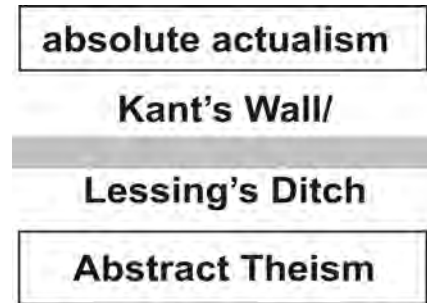 absolute actualism
Kant's Wall/
Lessing's Ditch
Abstract Theism